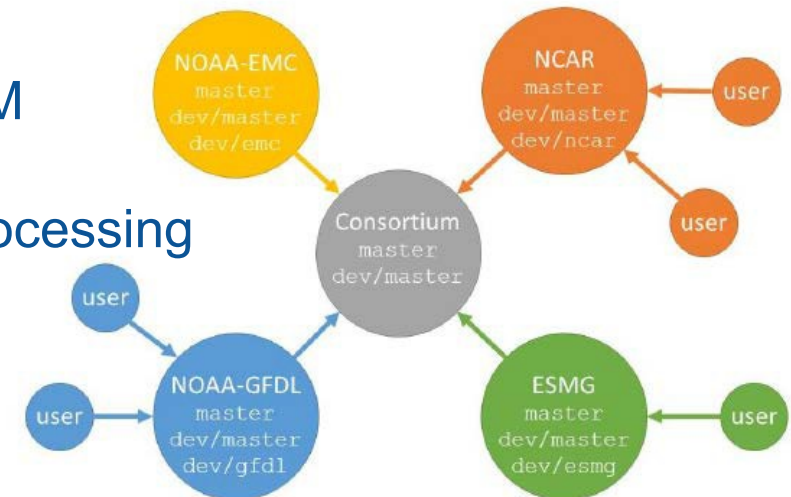 M
ocessing
NOAA-EMC
master
dev/master
dev/emc
NCAR
master
dev/master
dev/ncar
user
user
Consortium
master
dev/master
user
user
NOAA-GFDL
master
dev/master
dev/gfdl
ESMG
master
dev/master
dev/esmg
user